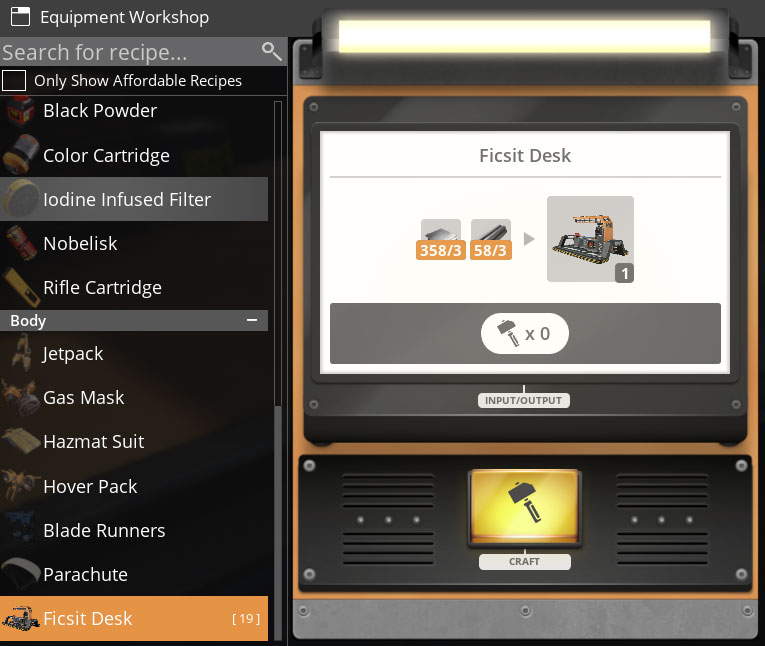 Equipment Workshop
Search for recipe...
Only Show Affordable Recipes
Black Powder
Color Cartridge
Iodine Infused Filter
Nobelisk
Rifle Cartridge
Body
Jetpack
Gas Mask
Hazmat Suit
Hover Pack
Blade Runners
Parachute
Ficsit Desk [ 19 ]
Ficsit Desk
358/3 58/3
1
x 0
INPUT/OUTPUT
CRAFT